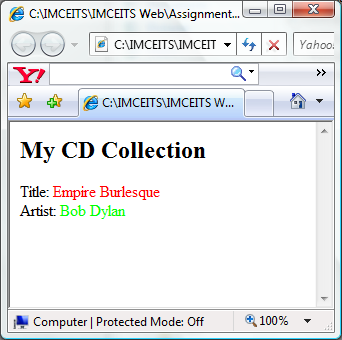 C:\IMCEITS\IMCEITS Web\Assignment...
C:\IMCEITS\IMCEIT
Yahoo
Y!
C:\IMCEITS\IMCEITS W...
My CD Collection
Title: Empire Burlesque
Artist: Bob Dylan
Computer | Protected Mode: Off
100%